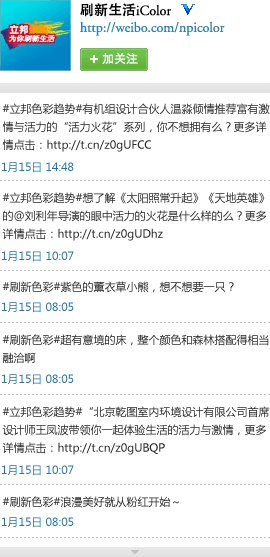 立邦
为你刷新生活
刷新生活iColor
http://weibo.com/npicolor
+ 加关注
#立邦色彩趋势#有机组设计合伙人温淼倾情推荐富有激
情与活力的“活力火花”系列，你不想拥有么？更多详
情点击：http://t.cn/z0gUFCC
1月15日 14:48
#立邦色彩趋势#想了解《太阳照常升起》《天地英雄》
的@刘利年导演的眼中活力的火花是什么样的么？更多
详情点击：http://t.cn/z0gUDhz
1月15日 10:07
#刷新色彩#紫色的薰衣草小熊，想不想要一只？
1月15日 08:05
#刷新色彩#超有意境的床，整个颜色和森林搭配得相当
融洽啊
1月15日 08:05
#立邦色彩趋势#“北京乾图室内环境设计有限公司首席
设计师王凤波带领你一起体验生活的活力与激情，更多
详情点击：http://t.cn/z0gUBQP
1月15日 10:07
#刷新色彩#浪漫美好就从粉红开始～
1月15日 08:05